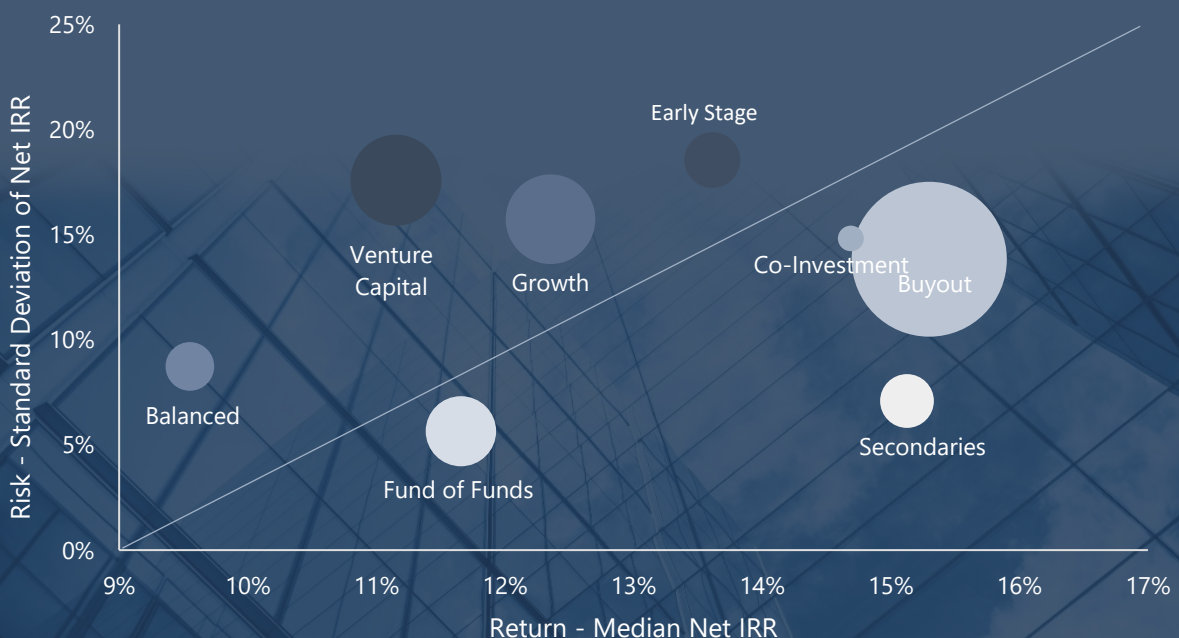 25%
20%
15%
10%
5%
0%
Risk - Standard Deviation of Net IRR
Early Stage
Venture
Capital
Growth
Co-Investment
Buyout
Balanced
Secondaries
Fund of Funds
9%
10%
11%
12%
13%
14%
15%
16%
17%
Return - Median Net IRR